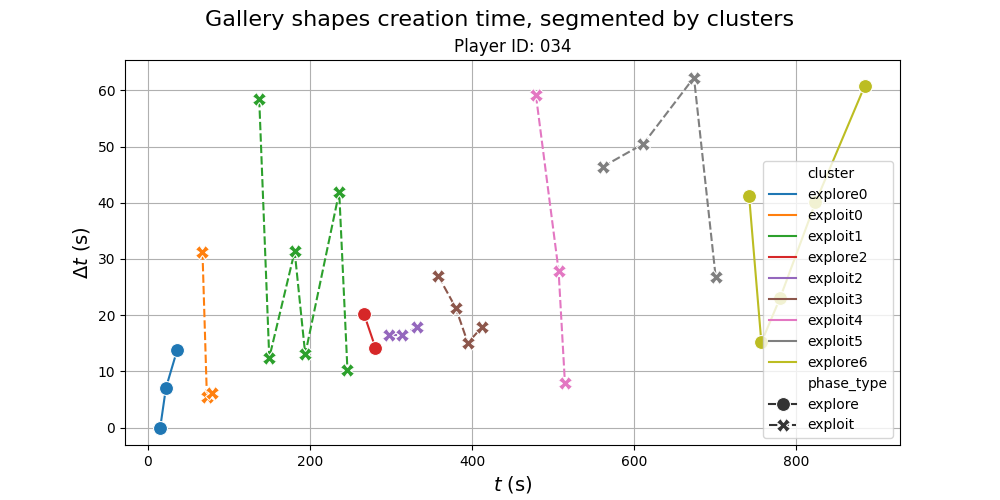 Gallery shapes creation time, segmented by clusters
Player ID: 034
Δt (s)
60
50
40
30
20
10
0
0 200 400 600 800
t (s)
cluster
explore0
exploit0
exploit1
explore2
exploit2
exploit3
exploit4
exploit5
explore6
phase_type
explore
exploit